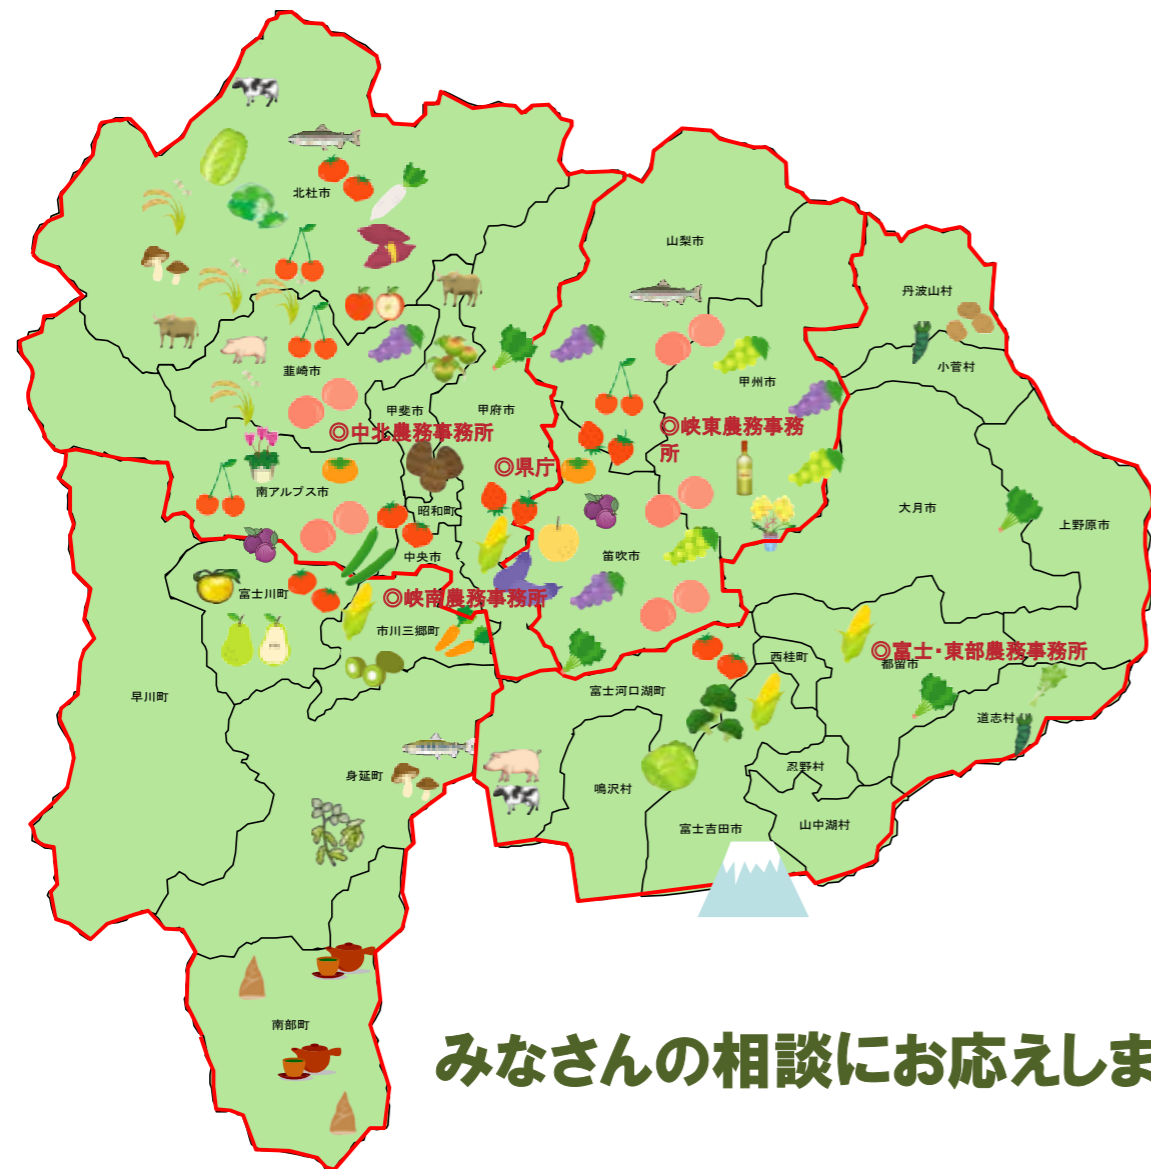 北杜市
山梨市
丹波山村
小菅村
韮崎市
甲斐市
甲府市
甲州市
◎中北農務事務所
◎峡東農務事務
所
◎県庁
南アルプス市
昭和町
大月市
上野原市
中央市
笛吹市
富士川町
◎峡南農務事務所
市川三郷町
西桂町
◎富士・東部農務事務所
都留市
早川町
富士河口湖町
道志村
身延町
鳴沢村
忍野村
富士吉田市
山中湖村
南部町
みなさんの相談にお応えしま